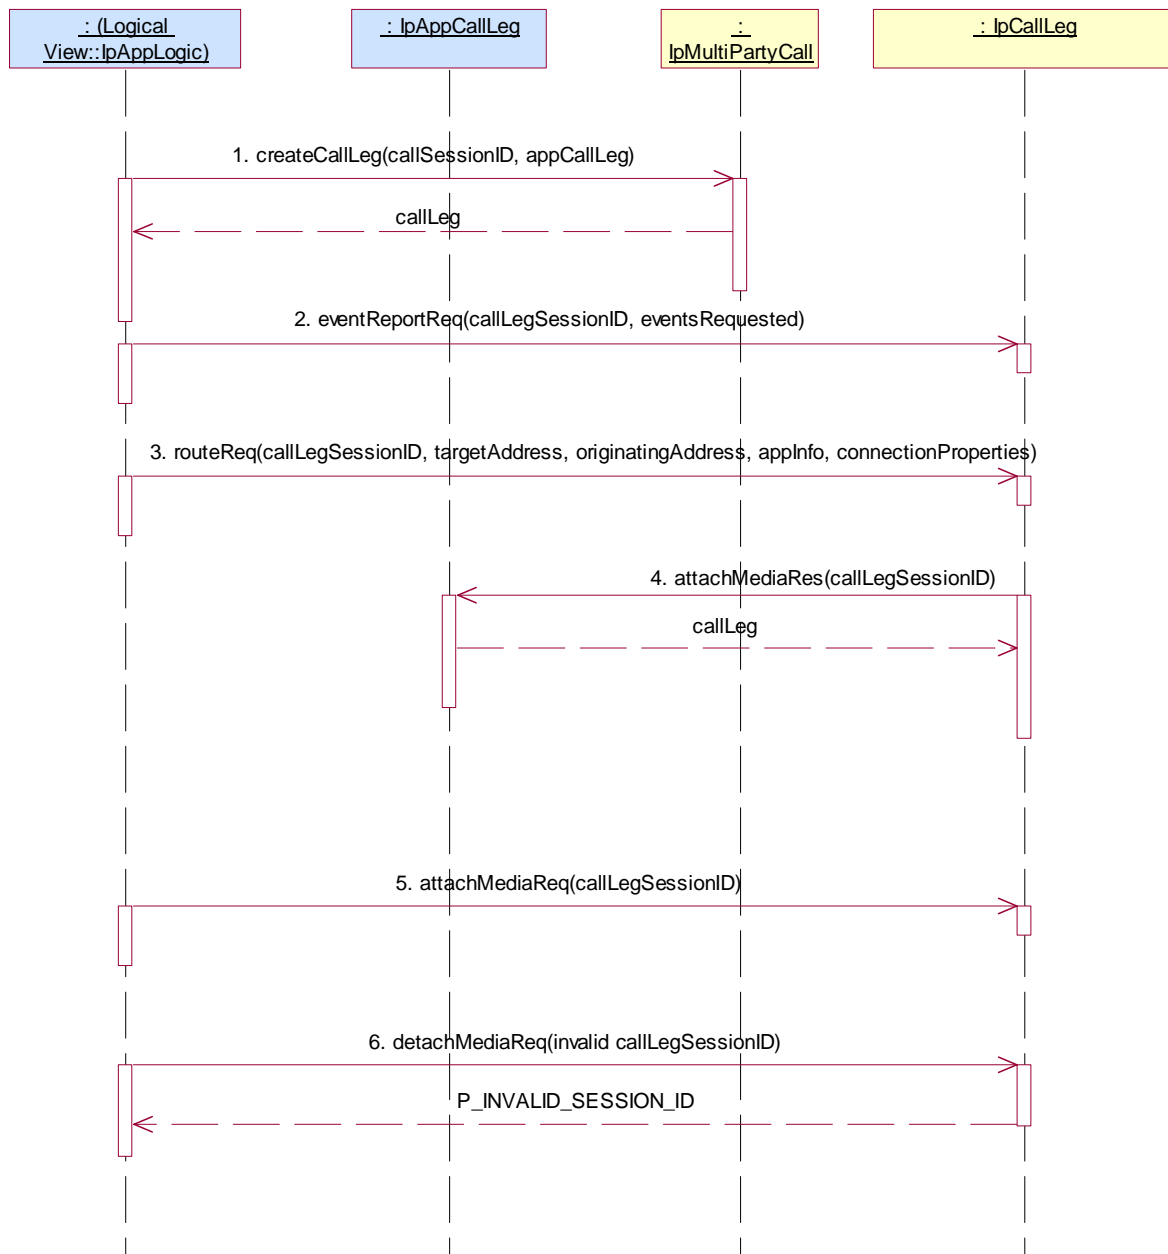 : (Logical
View::IpAppLogic)
: IpAppCallLeg
:
IpMultiPartyCall
: IpCallLeg
1. createCallLeg(callSessionID, appCallLeg)
callLeg
2. eventReportReq(callLegSessionID, eventsRequested)
3. routeReq(callLegSessionID, targetAddress, originatingAddress, appInfo, connectionProperties)
4. attachMediaRes(callLegSessionID)
callLeg
5. attachMediaReq(callLegSessionID)
6. detachMediaReq(invalid callLegSessionID)
P_INVALID_SESSION_ID